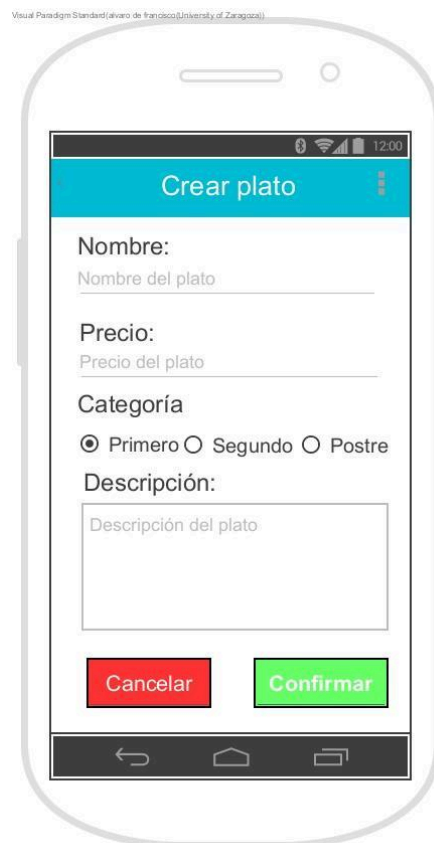 Visual Paradigm Standard(alvaro de francisco(University of Zaragoza))
12:00
Crear plato
Nombre:
Nombre del plato
Precio:
Precio del plato
Categoría
Primero Segundo Postre
Descripción:
Descripción del plato
Cancelar Confirmar